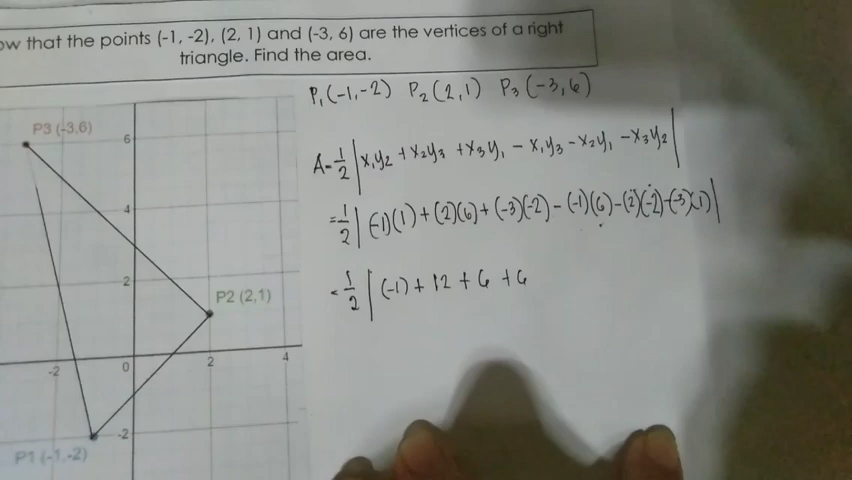 ow that the points (-1, -2), (2, 1) and (-3, 6) are the vertices of a right
triangle. Find the area.
P₁(-1,-2) P₂(2,1) P₃(-3,6)
P3 (-3,6)
6
A=1/2|x₁y₂ + x₂y₃ + x₃y₁ - x₁y₃ - x₂y₁ - x₃y₂|
4
=1/2|(-1)(1) + (2)(6) + (-3)(-2) - (-1)(6) - (2)(-2) - (-3)(1)|
2
P2 (2,1)
=1/2|(-1) + 12 + 6 + 6
-2 0 2 4
-2
P1 (-1,-2)